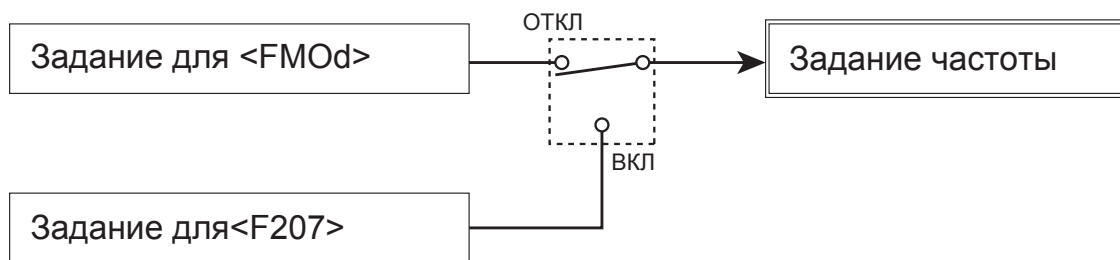 ОТКЛ
Задание для <FMOd>
Задание частоты
ВКЛ
Задание для<F207>